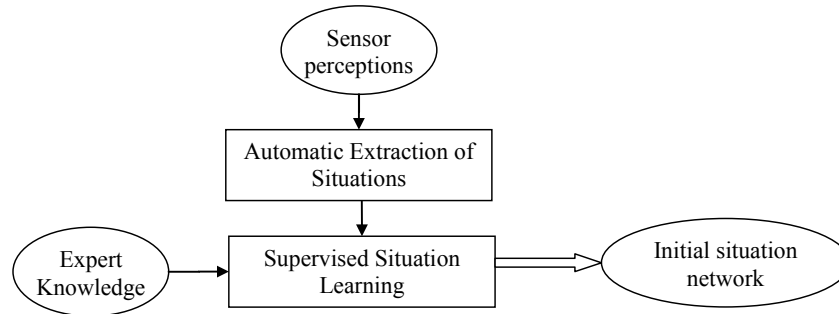 Sensor
perceptions
Automatic Extraction of
Situations
Expert
Knowledge
Supervised Situation
Learning
Initial situation
network